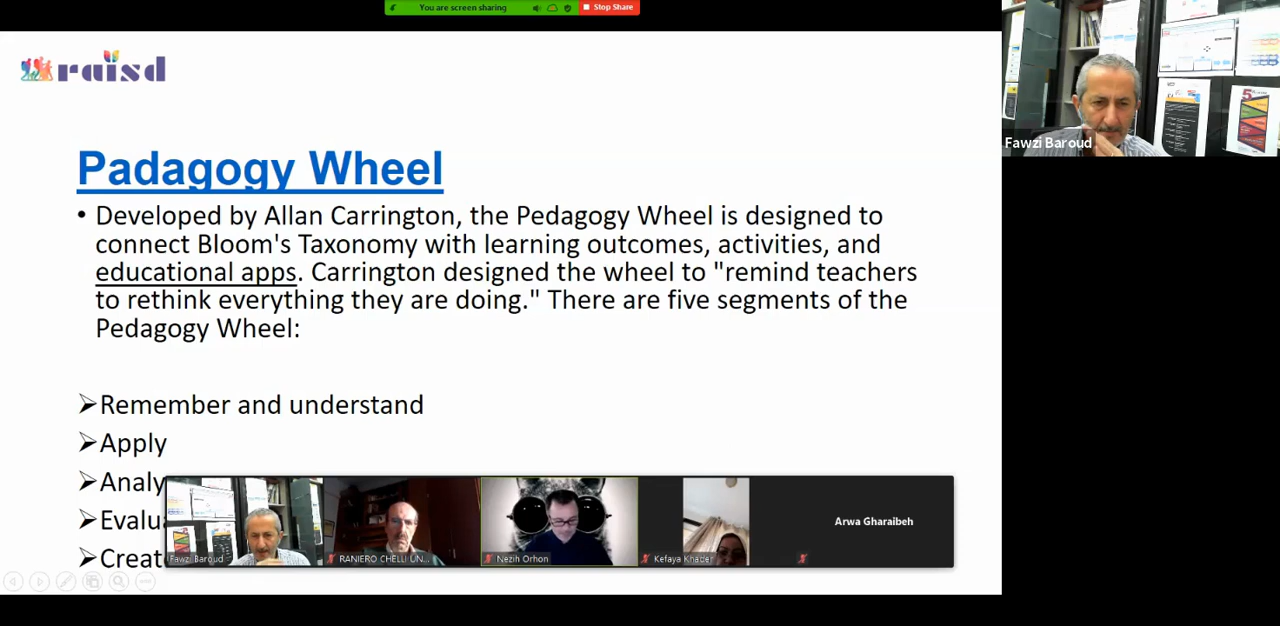 You are screen sharing
Stop Share
raisd
Padagogy Wheel
• Developed by Allan Carrington, the Pedagogy Wheel is designed to
connect Bloom's Taxonomy with learning outcomes, activities, and
educational apps. Carrington designed the wheel to "remind teachers
to rethink everything they are doing." There are five segments of the
Pedagogy Wheel:
➢Remember and understand
➢Apply
➢Analy
➢Evalua
➢Create
Fawzi Baroud
Fawzi Baroud
RANIERO CHELLI UN...
Nezih Orhon
Kefaya Khader
Arwa Gharaibeh